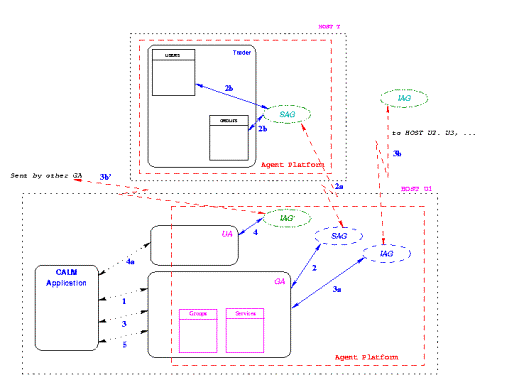 HOST T
USERS
Trader
2b
IAG
SAG
GROUPS
2b
to HOST U2, U3, ...
Agent Platform
3b
Sent by other GA
3b'
2a
HOST U1
IAG
UA
4
SAG
4a
IAG
2
CALM
Application
GA
3a
1
Groups
Services
3
5
Agent Platform